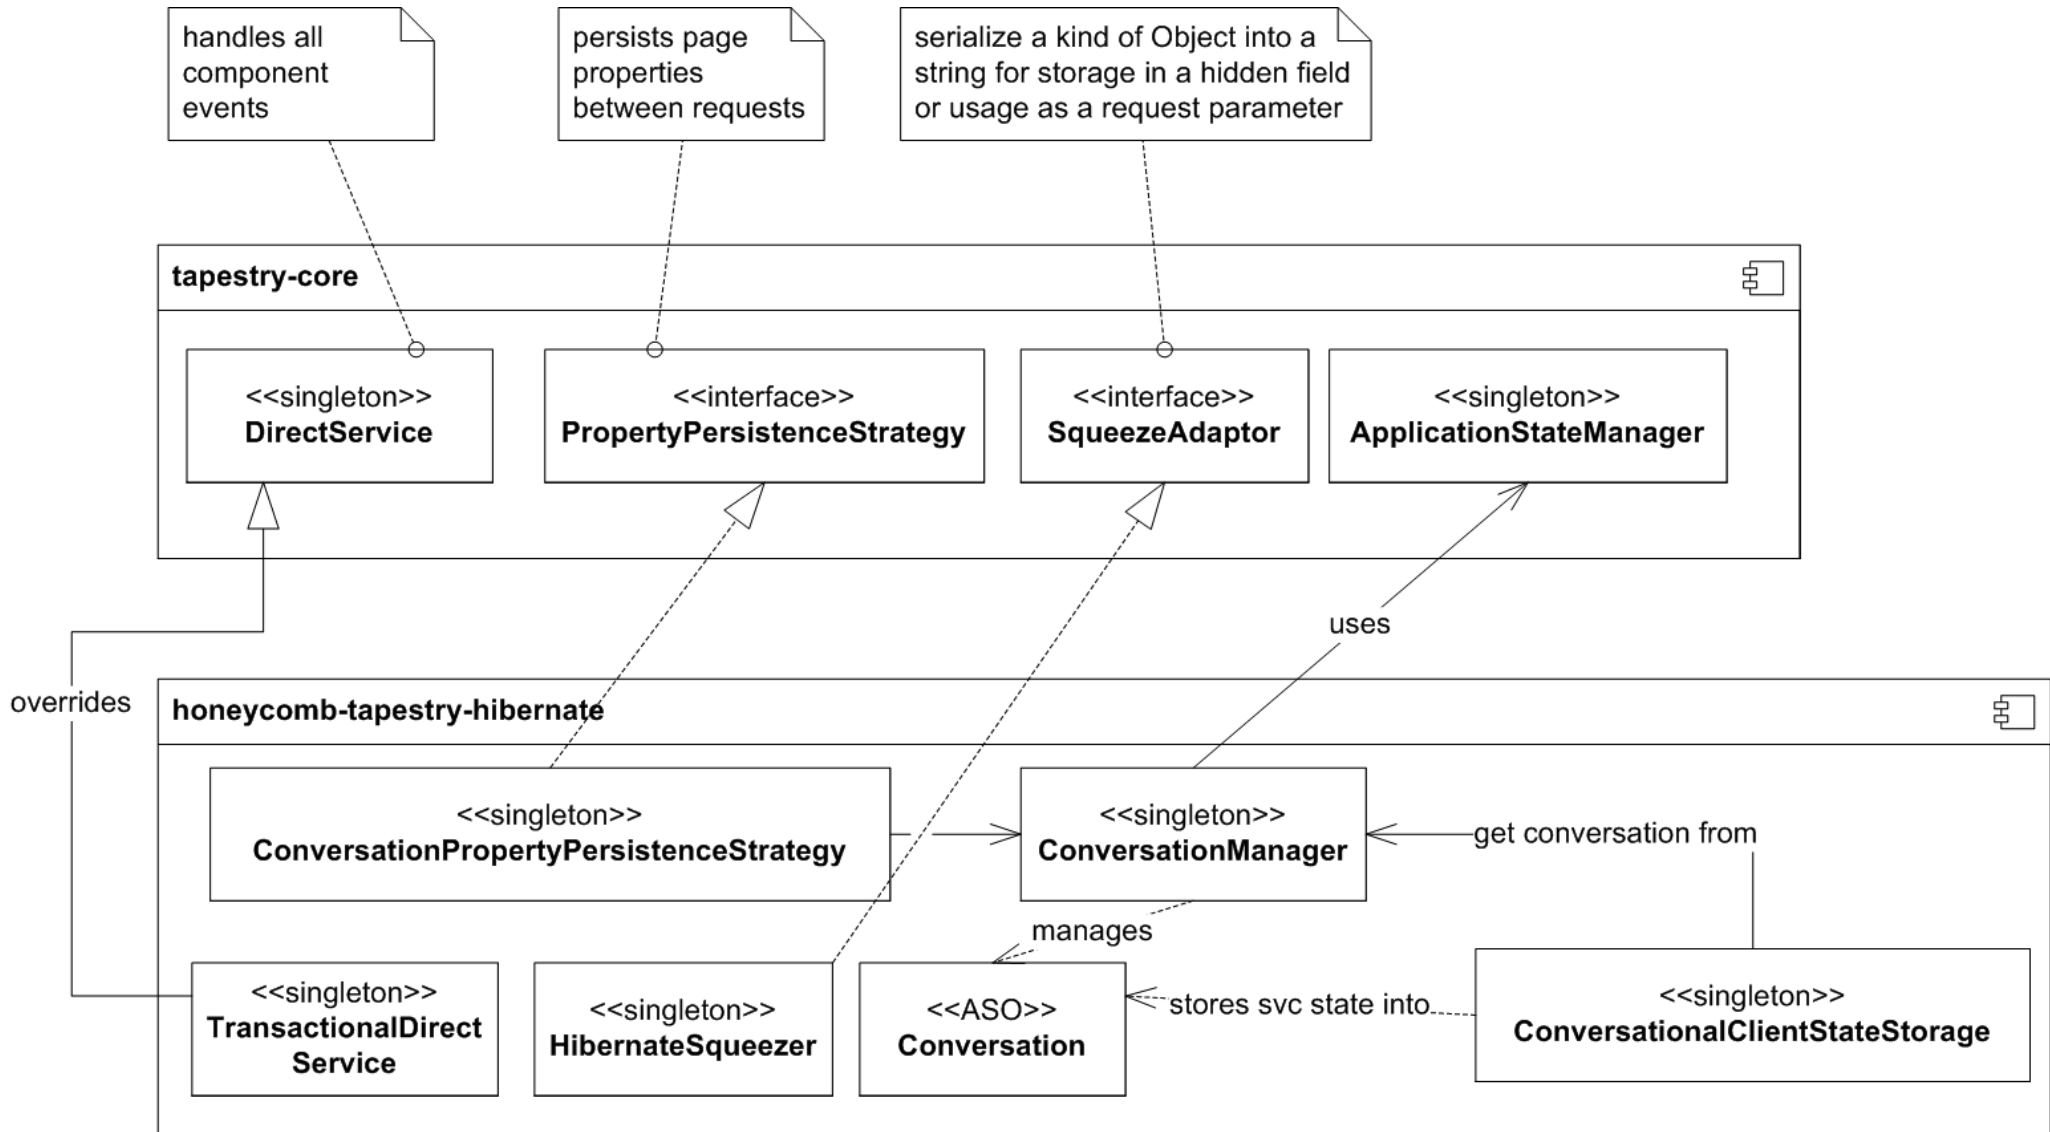 handles all
component
events
persists page
properties
between requests
serialize a kind of Object into a
string for storage in a hidden field
or usage as a request parameter
tapestry-core
<<singleton>>
DirectService
<<interface>>
PropertyPersistenceStrategy
<<interface>>
SqueezeAdaptor
<<singleton>>
ApplicationStateManager
uses
overrides
honeycomb-tapestry-hibernate
<<singleton>>
ConversationPropertyPersistenceStrategy
<<singleton>>
ConversationManager
get conversation from
manages
<<singleton>>
TransactionalDirect
Service
<<singleton>>
HibernateSqueezer
<<ASO>>
Conversation
stores svc state into
<<singleton>>
ConversationalClientStateStorage